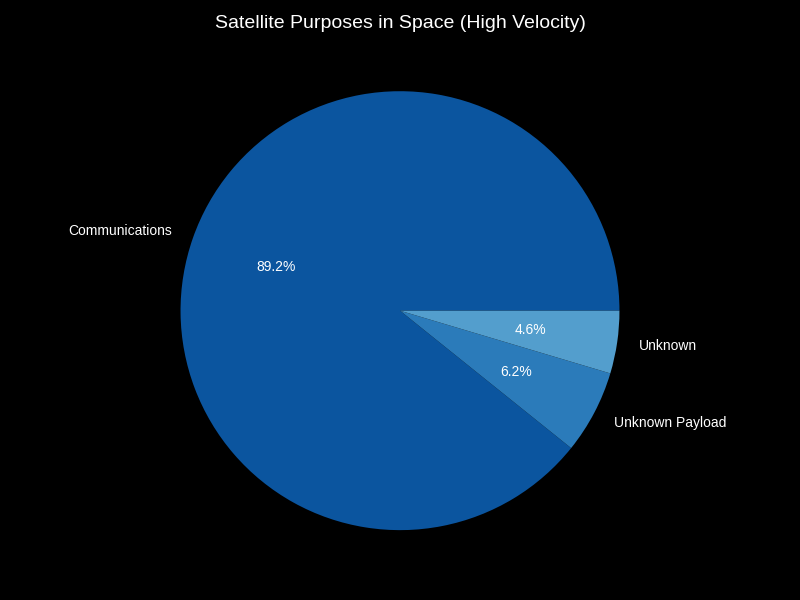 Satellite Purposes in Space (High Velocity)
Communications
89.2%
4.6%
Unknown
6.2%
Unknown Payload